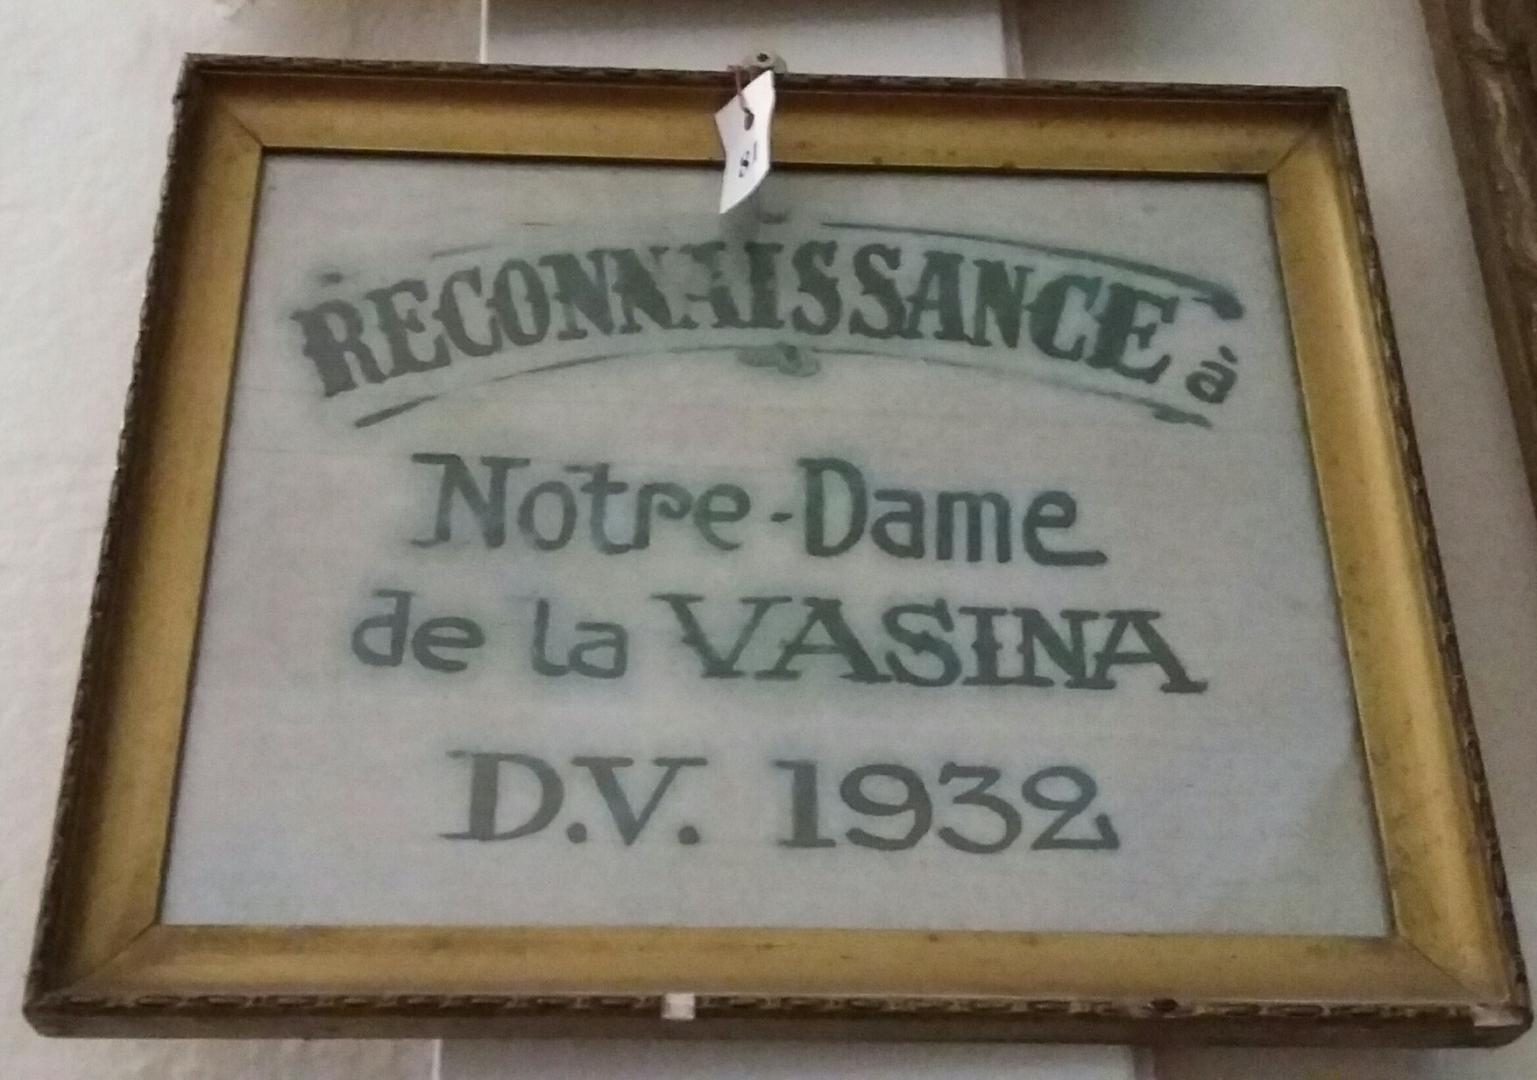 RECONNAISSANCE à
Notre-Dame
de la VASINA
D.V. 1932